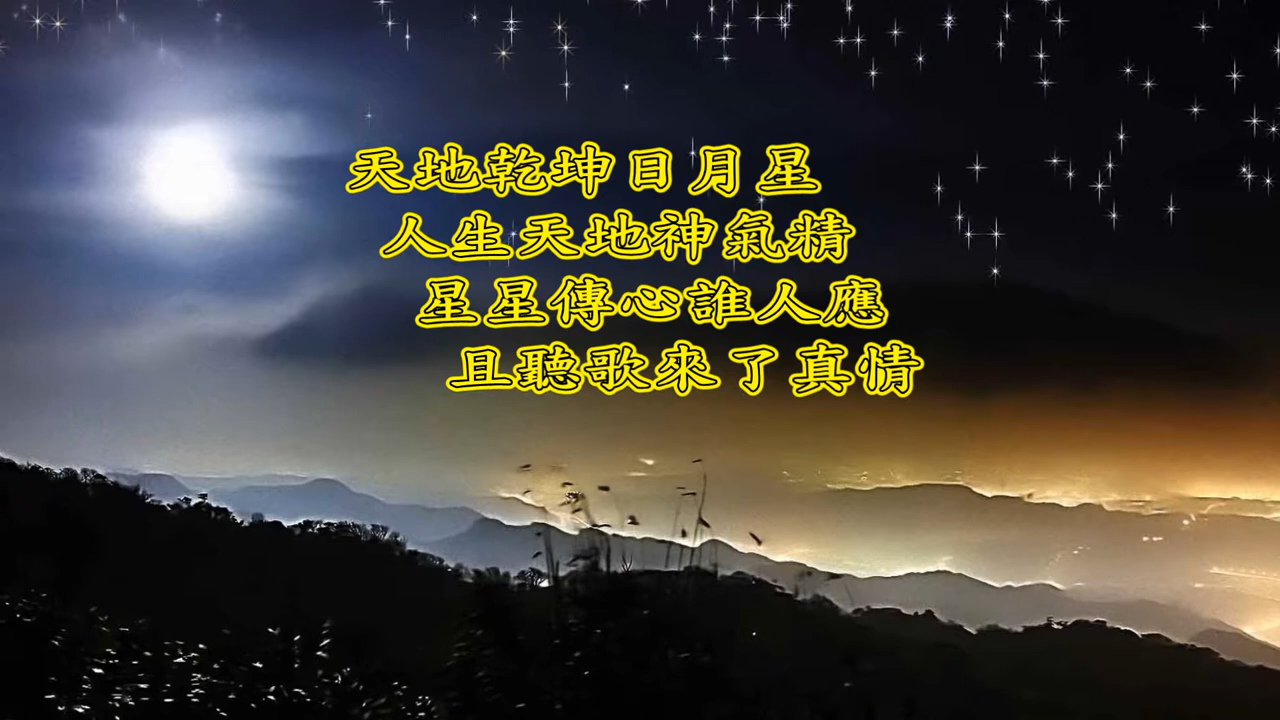 天地乾坤日月星
人生天地神氣精
星星傳心誰人應
且聽歌來了真情